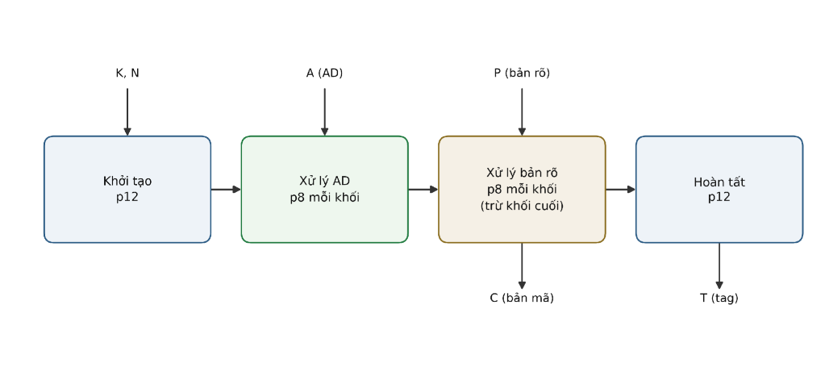 K, N
A (AD)
P (bản rõ)
Khởi tạo
p12
Xử lý AD
p8 mỗi khối
Xử lý bản rõ
p8 mỗi khối
(trừ khối cuối)
Hoàn tất
p12
C (bản mã)
T (tag)